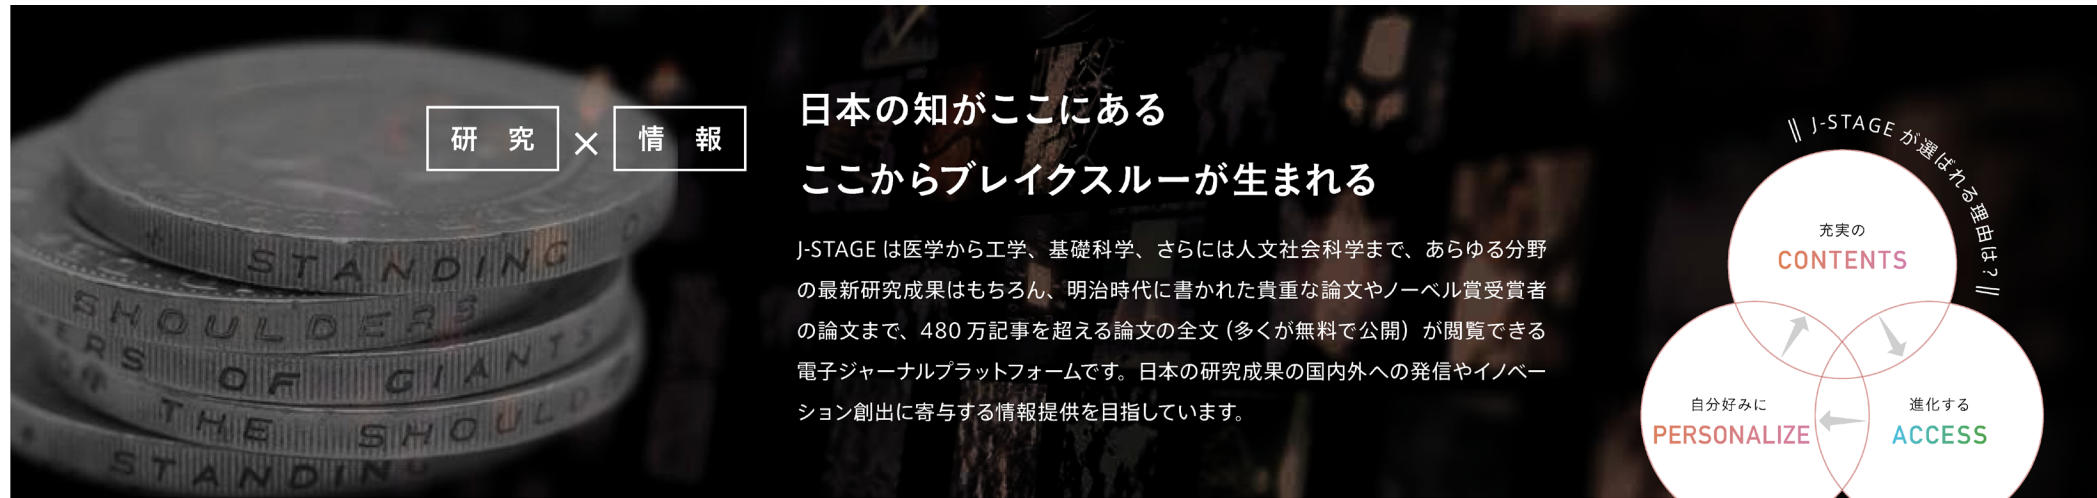 研究 × 情報
日本の知がここにある
ここからブレイクスルーが生まれる
J-STAGE は医学から工学、基礎科学、さらには人文社会科学まで、あらゆる分野
の最新研究成果はもちろん、明治時代に書かれた貴重な論文やノーベル賞受賞者
の論文まで、480 万記事を超える論文の全文 (多くが無料で公開) が閲覧できる
電子ジャーナルプラットフォームです。日本の研究成果の国内外への発信やイノベー
ション創出に寄与する情報提供を目指しています。
J-STAGE が選ばれる理由は?
充実の
CONTENTS
自分好みに
PERSONALIZE
進化する
ACCESS
STANDING O
SHOULDERS
ERS OF GIANTS
THE SHOULD
STANDING